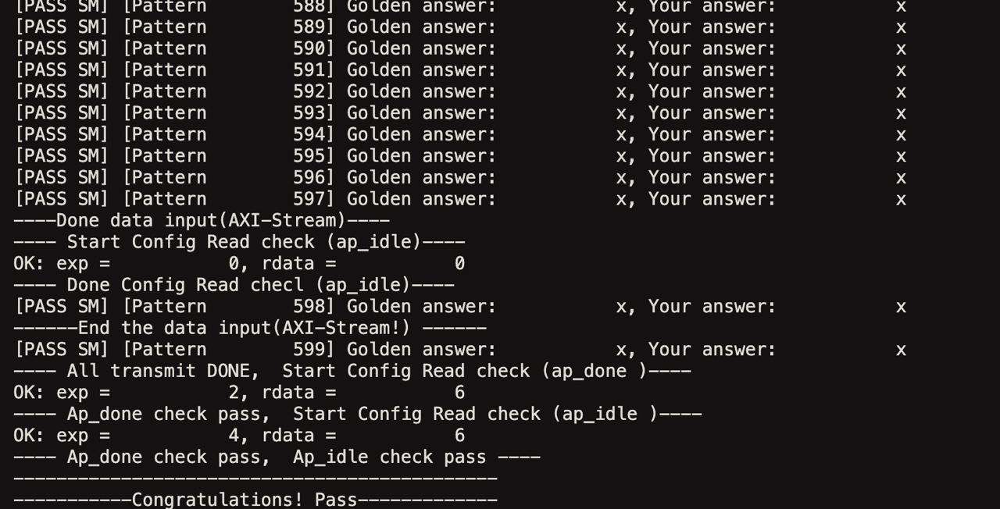 [PASS SM] [Pattern         588] Golden answer:           x, Your answer:           x
[PASS SM] [Pattern         589] Golden answer:           x, Your answer:           x
[PASS SM] [Pattern         590] Golden answer:           x, Your answer:           x
[PASS SM] [Pattern         591] Golden answer:           x, Your answer:           x
[PASS SM] [Pattern         592] Golden answer:           x, Your answer:           x
[PASS SM] [Pattern         593] Golden answer:           x, Your answer:           x
[PASS SM] [Pattern         594] Golden answer:           x, Your answer:           x
[PASS SM] [Pattern         595] Golden answer:           x, Your answer:           x
[PASS SM] [Pattern         596] Golden answer:           x, Your answer:           x
[PASS SM] [Pattern         597] Golden answer:           x, Your answer:           x
----Done data input(AXI-Stream)----
---- Start Config Read check (ap_idle)----
OK: exp =           0, rdata =           0
---- Done Config Read checl (ap_idle)----
[PASS SM] [Pattern         598] Golden answer:           x, Your answer:           x
------End the data input(AXI-Stream!) ------
[PASS SM] [Pattern         599] Golden answer:           x, Your answer:           x
---- All transmit DONE,  Start Config Read check (ap_done )----
OK: exp =           2, rdata =           6
---- Ap_done check pass,  Start Config Read check (ap_idle )----
OK: exp =           4, rdata =           6
---- Ap_done check pass,  Ap_idle check pass ----
---------------------------------------------
-----------Congratulations! Pass-------------